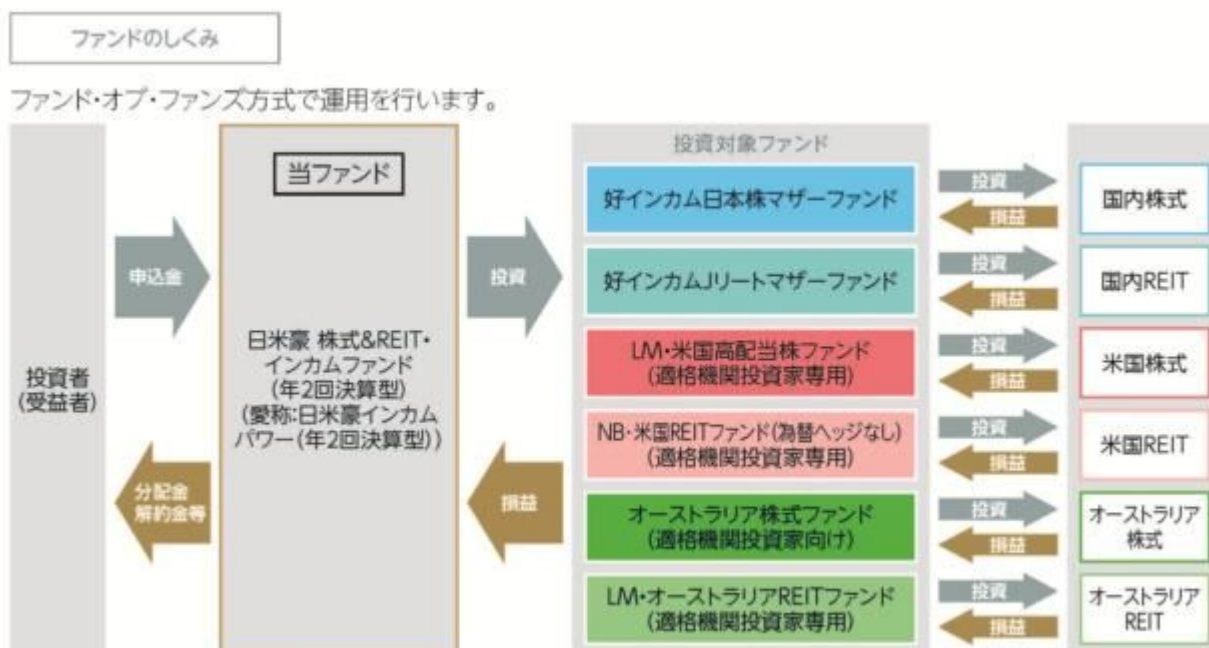 ファンドのしくみ
ファンド・オブ・ファンズ方式で運用を行います。
投資者
(受益者)
申込金
分配金
解約金等
当ファンド
日米豪 株式&REIT・
インカムファンド
(年2回決算型)
(愛称:日米豪インカム
パワー(年2回決算型))
投資
損益
投資対象ファンド
好インカム日本株マザーファンド
投資
損益
国内株式
好インカムJリートマザーファンド
投資
損益
国内REIT
LM・米国高配当株ファンド
(適格機関投資家専用)
投資
損益
米国株式
NB・米国REITファンド(為替ヘッジなし)
(適格機関投資家専用)
投資
損益
米国REIT
オーストラリア株式ファンド
(適格機関投資家向け)
投資
損益
オーストラリア
株式
LM・オーストラリアREITファンド
(適格機関投資家専用)
投資
損益
オーストラリア
REIT